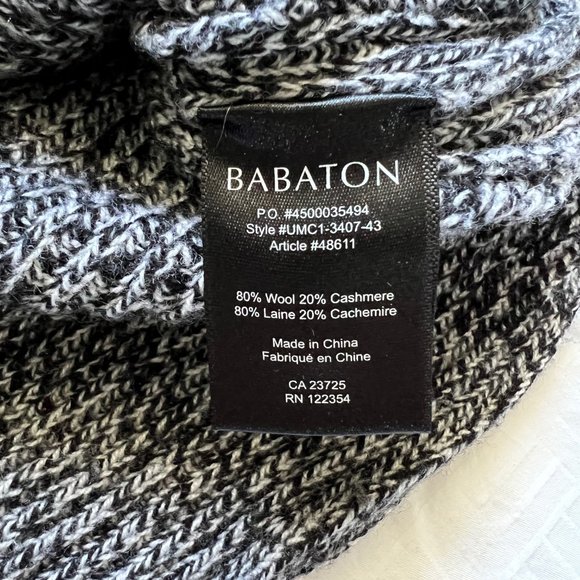 BABATON
P.O. #4500035494
Style #UMC1-3407-43
Article #48611
80% Wool 20% Cashmere
80% Laine 20% Cachemire
Made in China
Fabriqué en Chine
CA 23725
RN 122354